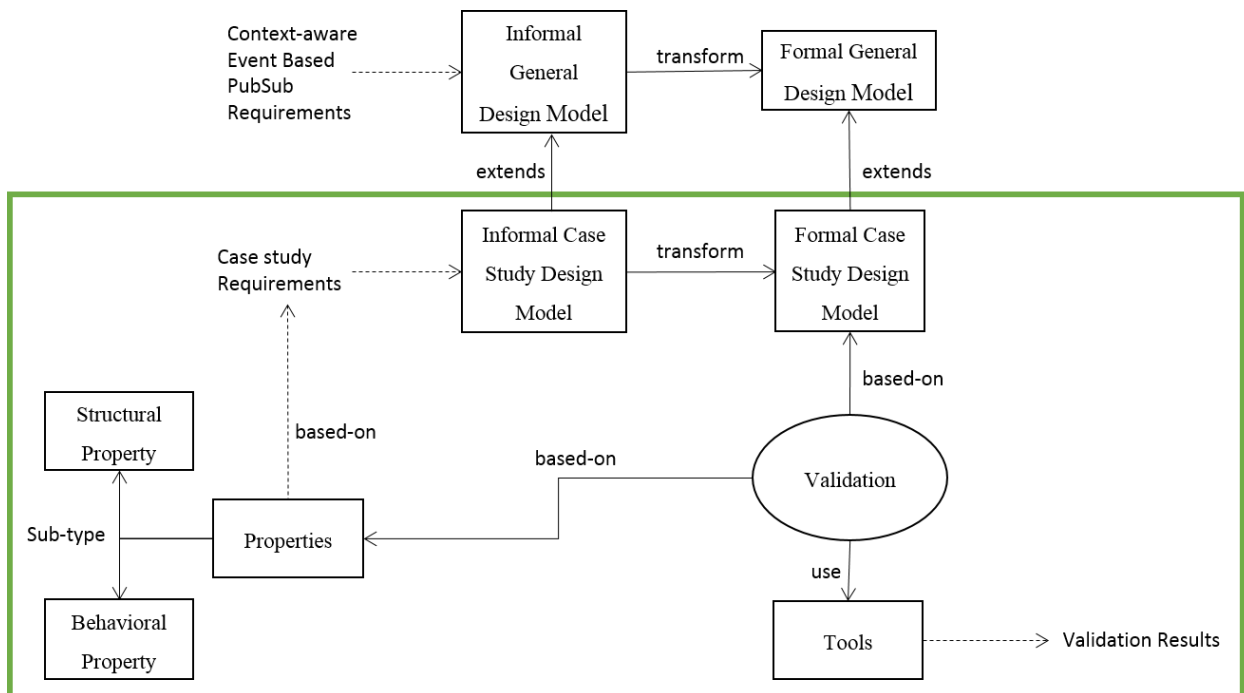 Context-aware
Event Based
PubSub
Requirements
Informal
General
Design Model
transform
Formal General
Design Model
extends
extends
Case study
Requirements
Informal Case
Study Design
Model
transform
Formal Case
Study Design
Model
based-on
Structural
Property
based-on
based-on
Validation
Sub-type
Properties
use
Behavioral
Property
Tools
Validation Results